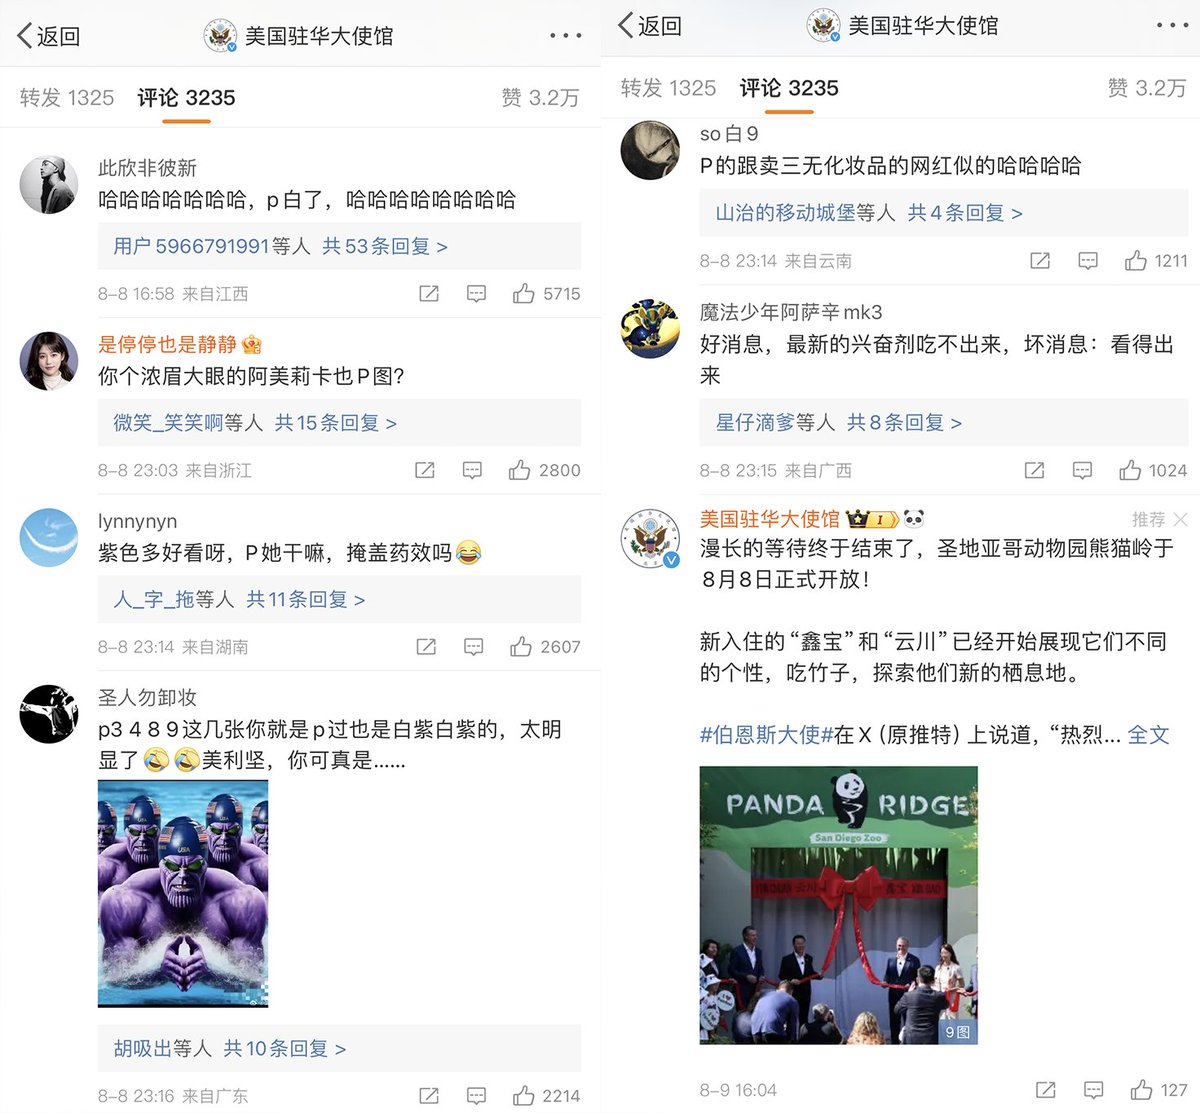 返回
美国驻华大使馆
转发 1325
评论 3235
赞 3.2万
此欣非彼新
哈哈哈哈哈哈哈，p白了，哈哈哈哈哈哈哈哈
用户5966791991等人 共53条回复 >
8-8 16:58 来自江西
5715
是停停也是静静
你个浓眉大眼的阿美莉卡也P图?
微笑_笑笑啊等人 共15条回复 >
8-8 23:03 来自浙江
2800
lynnynyn
紫色多好看呀，P她干嘛，掩盖药效吗😂
人_字_拖等人 共11条回复 >
8-8 23:14 来自湖南
2607
圣人勿卸妆
p3 4 8 9这几张你就是p过也是白紫白紫的，太明
显了🤣 🤣美利坚，你可真是......
USA
胡吸出等人 共10条回复 >
8-8 23:16 来自广东
2214
返回
美国驻华大使馆
转发 1325
评论 3235
赞 3.2万
so白9
P的跟卖三无化妆品的网红似的哈哈哈哈
山治的移动城堡等人 共4条回复 >
8-8 23:14 来自云南
1211
魔法少年阿萨辛mk3
好消息，最新的兴奋剂吃不出来，坏消息：看得出
来
星仔滴爹等人 共8条回复 >
8-8 23:15 来自广西
1024
美国驻华大使馆
I
推荐
漫长的等待终于结束了，圣地亚哥动物园熊猫岭于
8月8日正式开放！
新入住的“鑫宝”和“云川”已经开始展现它们不同
的个性，吃竹子，探索他们新的栖息地。
#伯恩斯大使#在X（原推特）上说道，“热烈... 全文
PANDA RIDGE
San Diego Zoo
9图
8-9 16:04
127